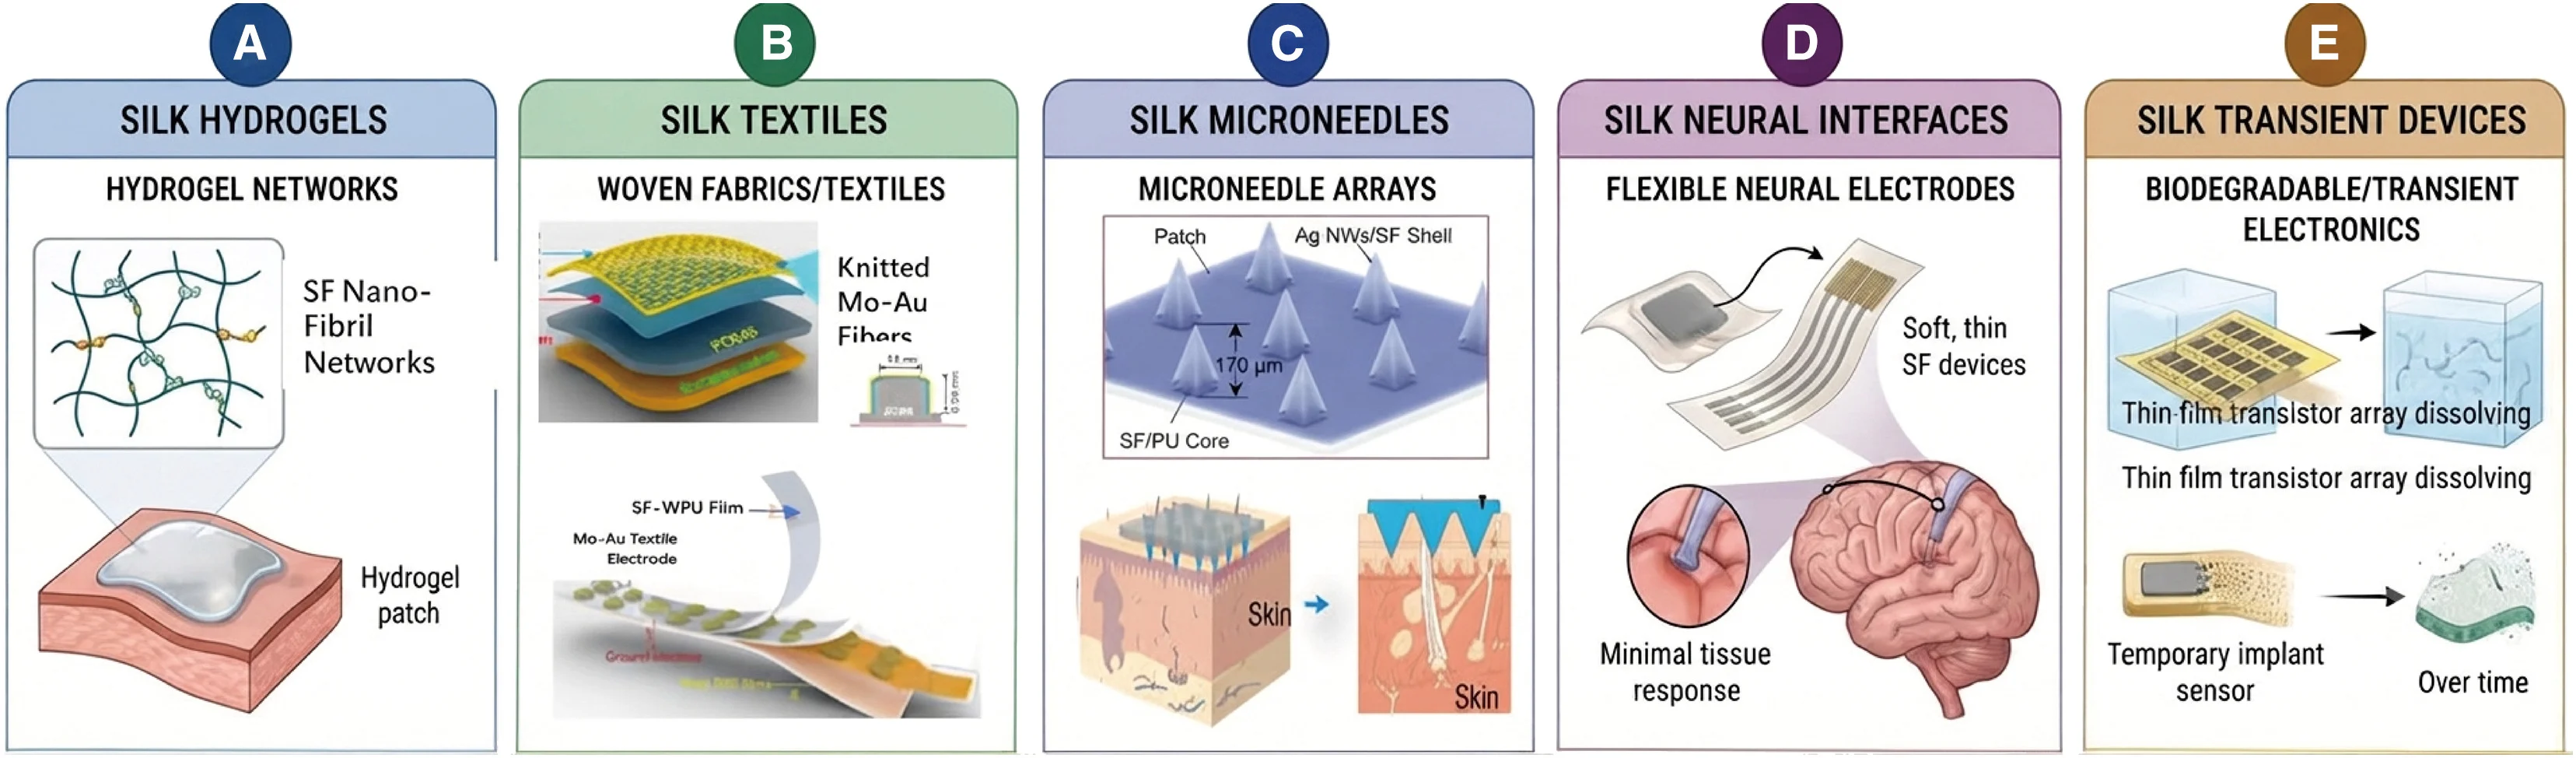 A
SILK HYDROGELS
HYDROGEL NETWORKS
SF Nano-
Fibril
Networks
Hydrogel
patch
B
SILK TEXTILES
WOVEN FABRICS/TEXTILES
Knitted
Mo-Au
Fibers
SF-WPU Film
Mo-Au Textile
Electrode
C
SILK MICRONEEDLES
MICRONEEDLE ARRAYS
Patch
Ag NWs/SF Shell
170 μm
SF/PU Core
Skin
Skin
D
SILK NEURAL INTERFACES
FLEXIBLE NEURAL ELECTRODES
Soft, thin
SF devices
Minimal tissue
response
E
SILK TRANSIENT DEVICES
BIODEGRADABLE/TRANSIENT
ELECTRONICS
Thin-film translstor array dissolving
Thin film transistor array dissolving
Temporary implant
sensor
Over time